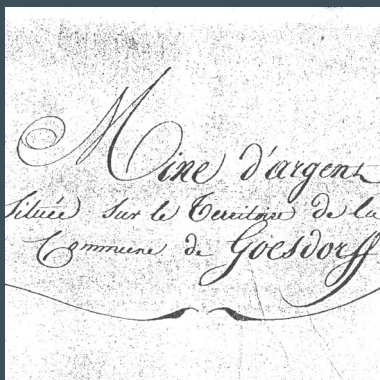 Mine d'argent
Située Sur le Territoire de la
Commune de Goesdorff